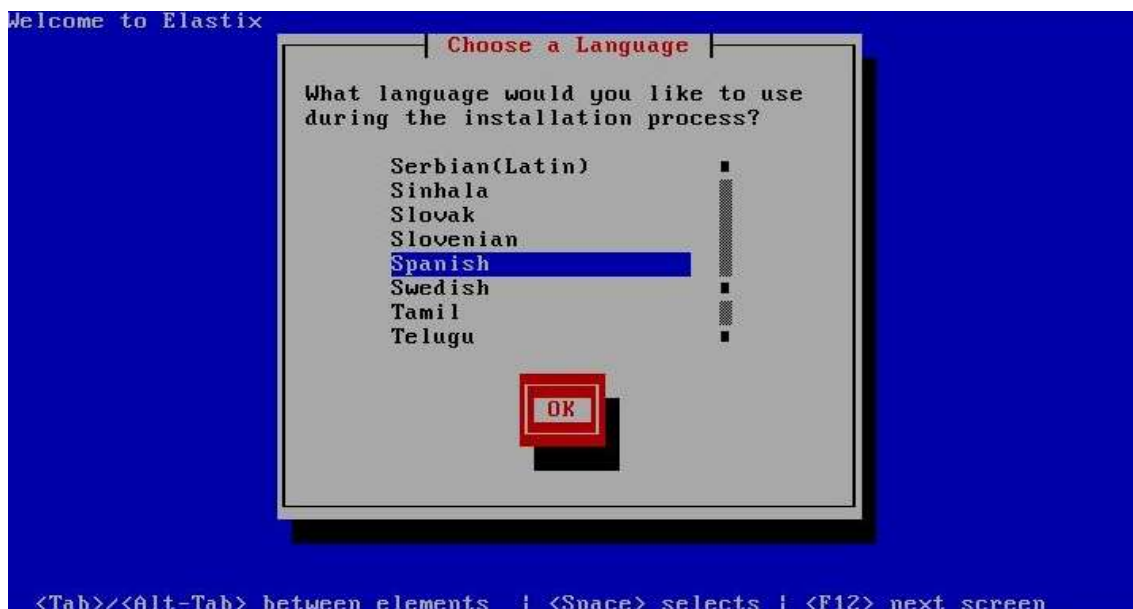 Welcome to Elastix
Choose a Language
What language would you like to use
during the installation process?
Serbian(Latin)
Sinhala
Slovak
Slovenian
Spanish
Swedish
Tamil
Telugu
OK
<Tab>/<Alt-Tab> between elements | <Space> selects | <F12> next screen